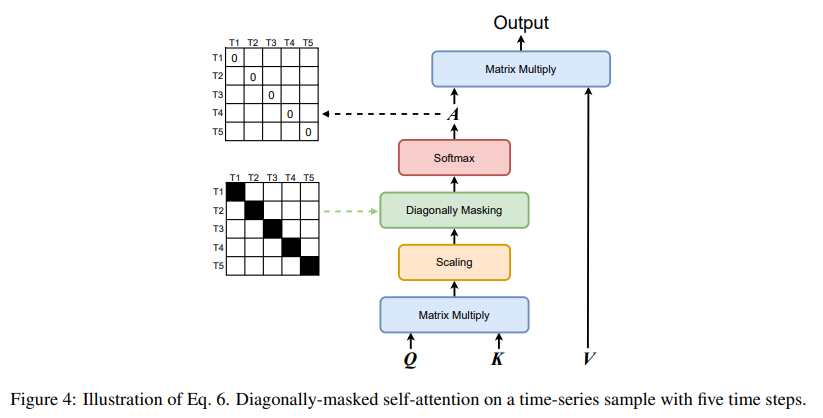 Output
Matrix Multiply
T1 T2 T3 T4 T5
T1 0
T2 0
T3 0
T4 0
T5 0
A
Softmax
T1 T2 T3 T4 T5
T1
T2
T3
T4
T5
Diagonally Masking
Scaling
Matrix Multiply
Q K V
Figure 4: Illustration of Eq. 6. Diagonally-masked self-attention on a time-series sample with five time steps.